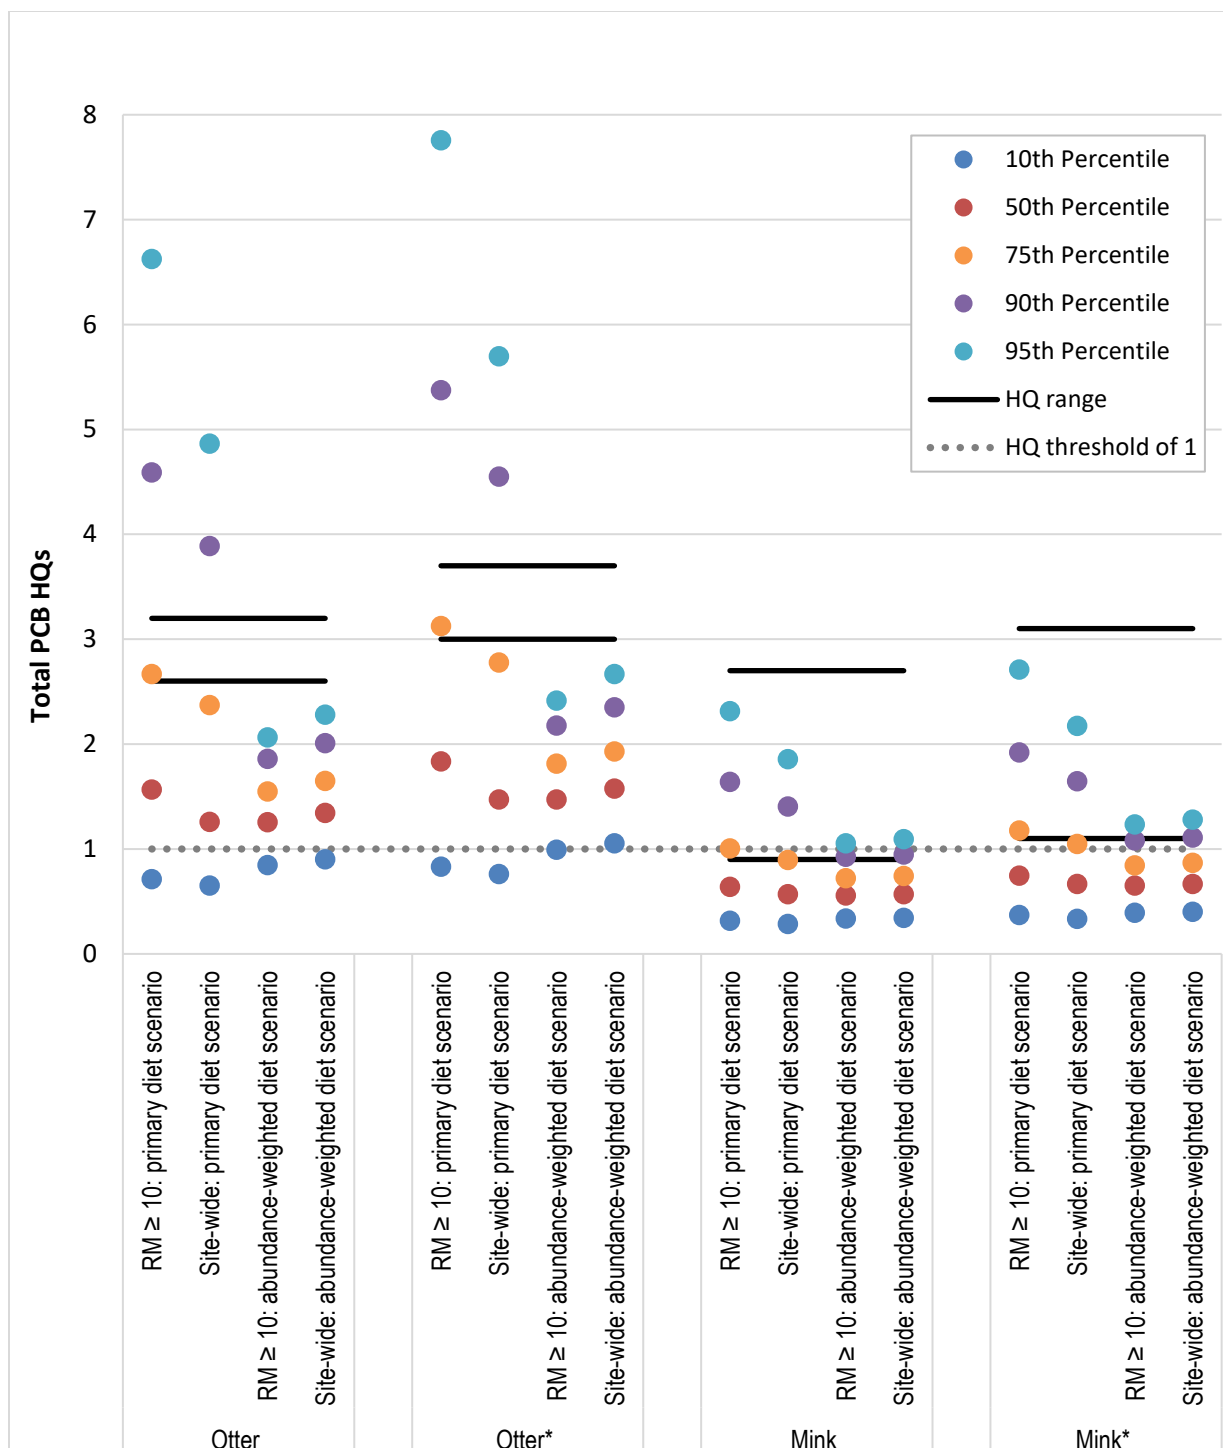 8
7
6
5
4
3
2
1
0
Total PCB HQs
10th Percentile
50th Percentile
75th Percentile
90th Percentile
95th Percentile
HQ range
HQ threshold of 1
RM ≥ 10: primary diet scenario
Site-wide: primary diet scenario
RM ≥ 10: abundance-weighted diet scenario
Site-wide: abundance-weighted diet scenario
RM ≥ 10: primary diet scenario
Site-wide: primary diet scenario
RM ≥ 10: abundance-weighted diet scenario
Site-wide: abundance-weighted diet scenario
RM ≥ 10: primary diet scenario
Site-wide: primary diet scenario
RM ≥ 10: abundance-weighted diet scenario
Site-wide: abundance-weighted diet scenario
RM ≥ 10: primary diet scenario
Site-wide: primary diet scenario
RM ≥ 10: abundance-weighted diet scenario
Site-wide: abundance-weighted diet scenario
Otter
Otter*
Mink
Mink*